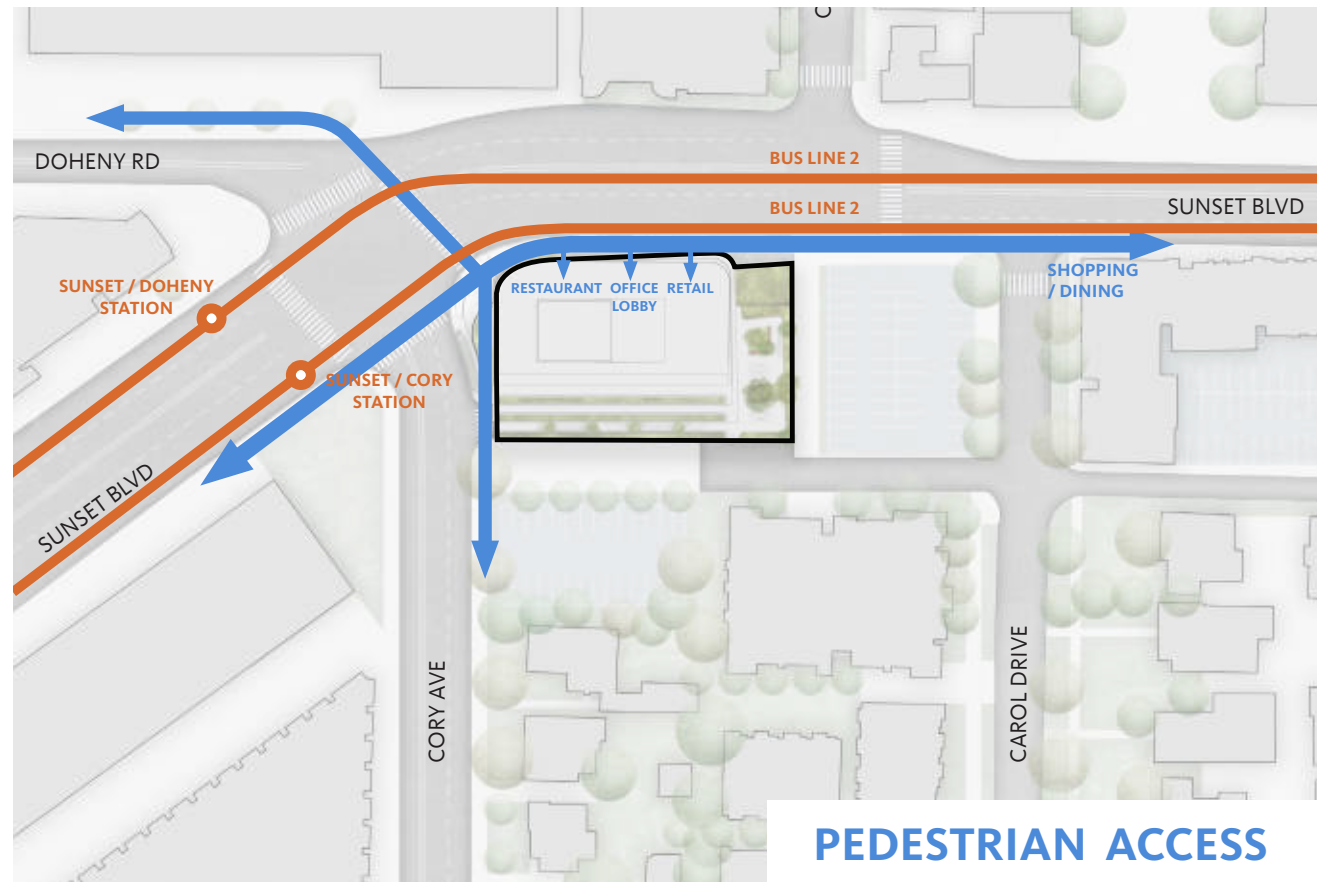 DOHENY RD
BUS LINE 2
BUS LINE 2
SUNSET BLVD
SUNSET / DOHENY
STATION
RESTAURANT
OFFICE
LOBBY
RETAIL
SHOPPING
/ DINING
SUNSET / CORY
STATION
SUNSET BLVD
CORY AVE
CAROL DRIVE
PEDESTRIAN ACCESS